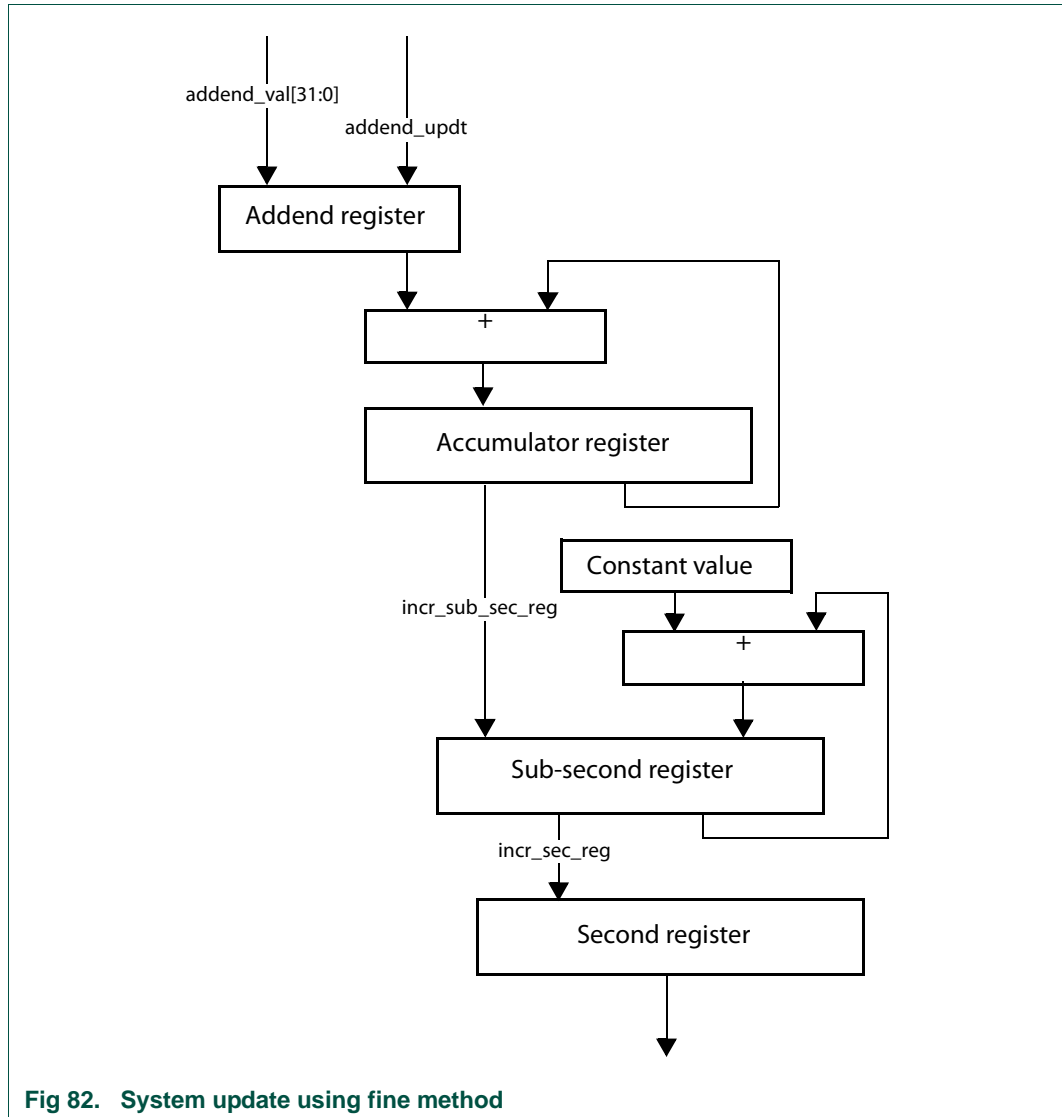 addend_val[31:0]
addend_updt
Addend register
+
Accumulator register
Constant value
incr_sub_sec_reg
+
Sub-second register
incr_sec_reg
Second register
Fig 82. System update using fine method